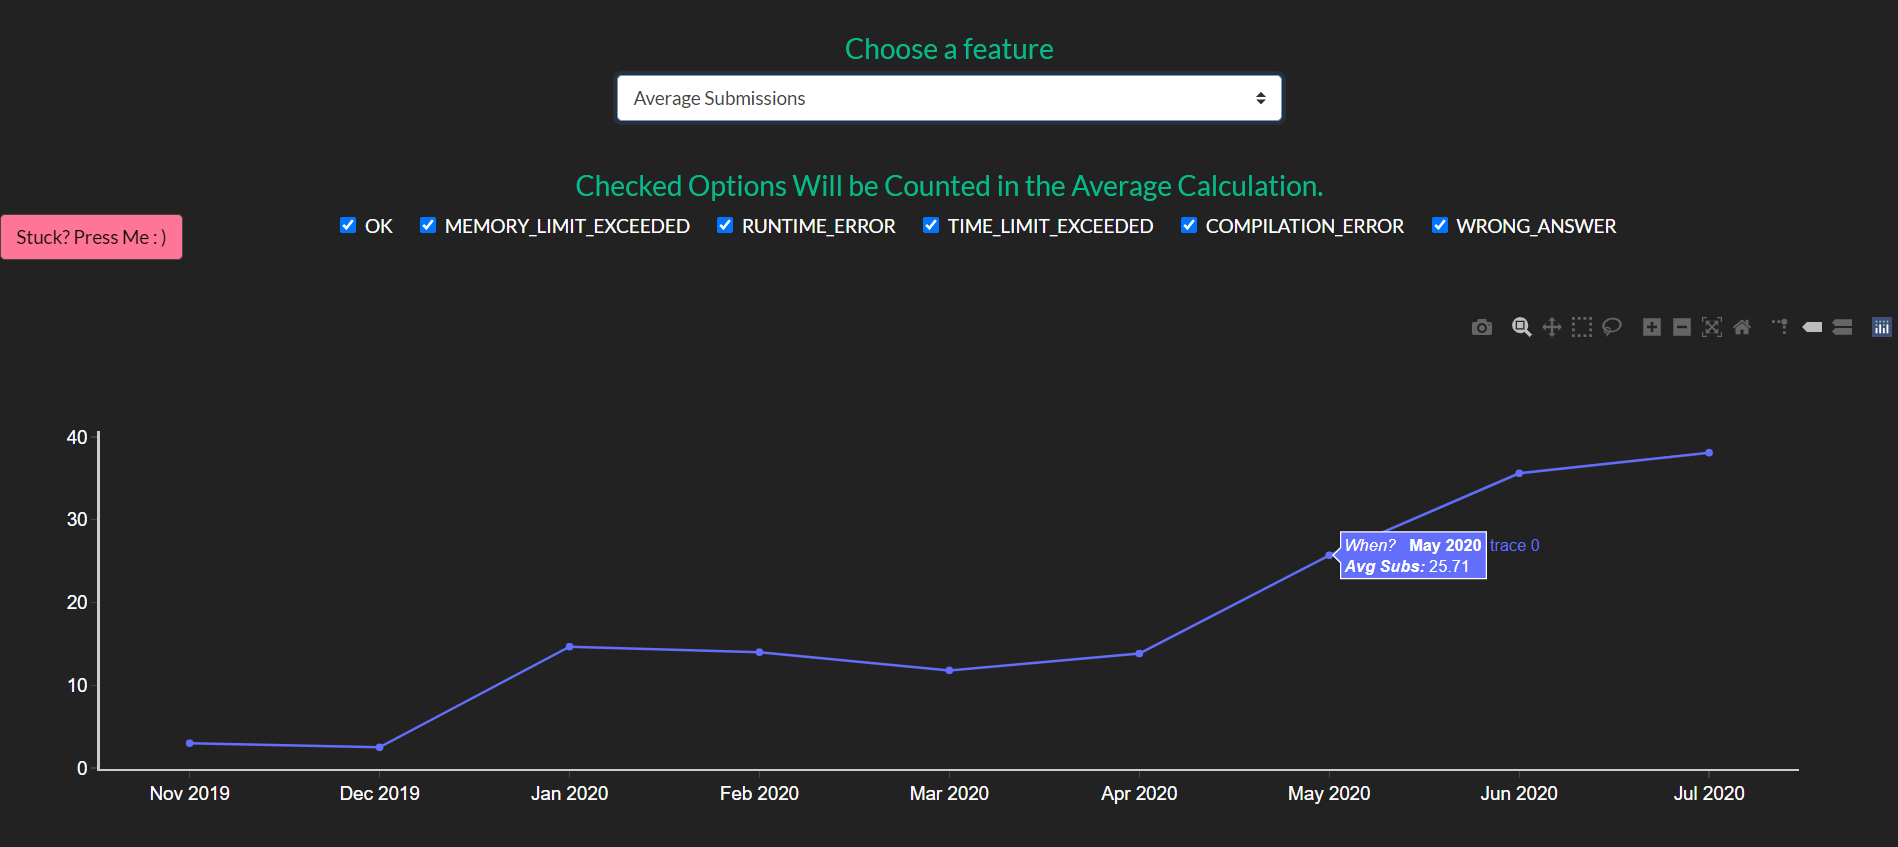 Choose a feature
Average Submissions
Checked Options Will be Counted in the Average Calculation.
Stuck? Press Me : )
OK MEMORY_LIMIT_EXCEEDED RUNTIME_ERROR TIME_LIMIT_EXCEEDED COMPILATION_ERROR WRONG_ANSWER
40
30
20
10
0
When? May 2020 trace 0
Avg Subs: 25.71
Nov 2019 Dec 2019 Jan 2020 Feb 2020 Mar 2020 Apr 2020 May 2020 Jun 2020 Jul 2020